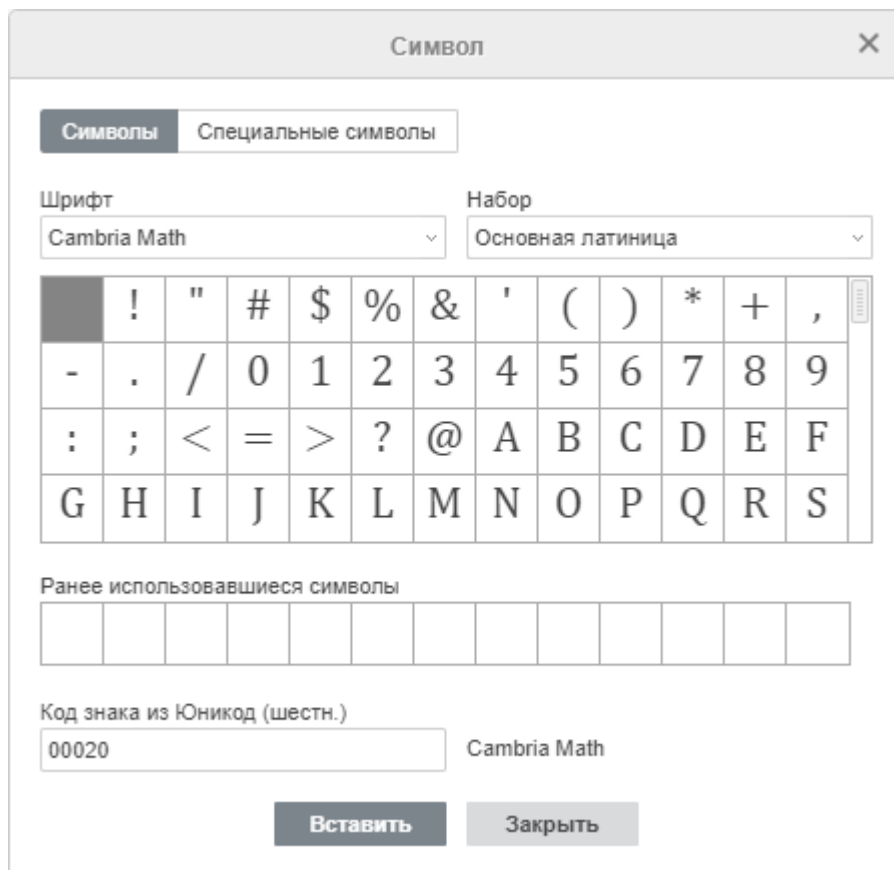 Символ ×
Символы Специальные символы
Шрифт Набор
Cambria Math Основная латиница
! " # $ % & ' ( ) * + ,
- . / 0 1 2 3 4 5 6 7 8 9
: ; < = > ? @ A B C D E F
G H I J K L M N O P Q R S
Ранее использовавшиеся символы
Код знака из Юникод (шестн.)
00020 Cambria Math
Вставить Закрыть